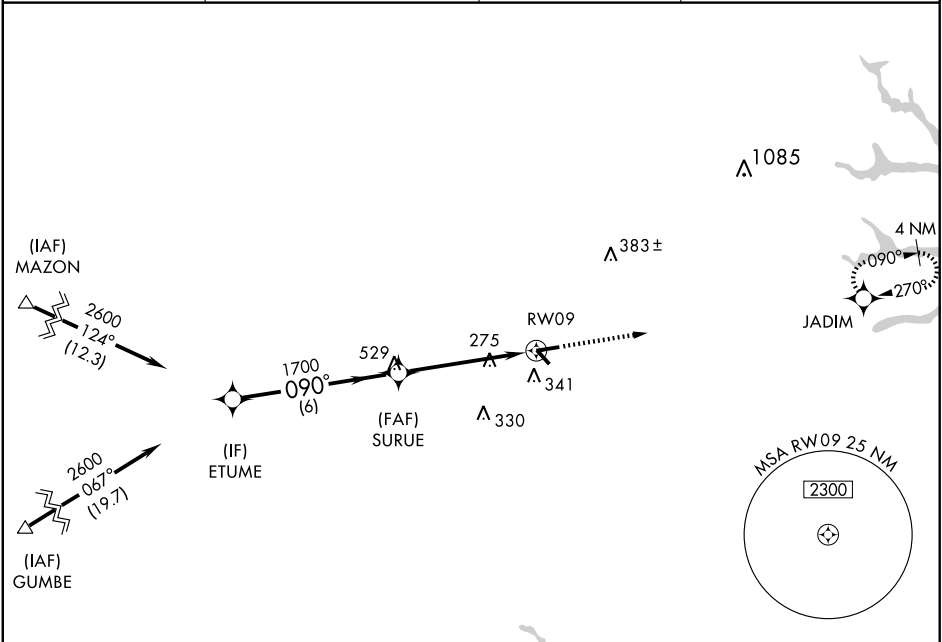 1085
4 NM
383±
090°
270°
JADIM
(IAF)
MAZON
2600
124°
(12.3)
RW09
1700
090°
(6)
529
275
341
330
(FAF)
SURUE
(IF)
ETUME
2600
067°
(19.7)
(IAF)
GUMBE
MSA RW09 25 NM
2300